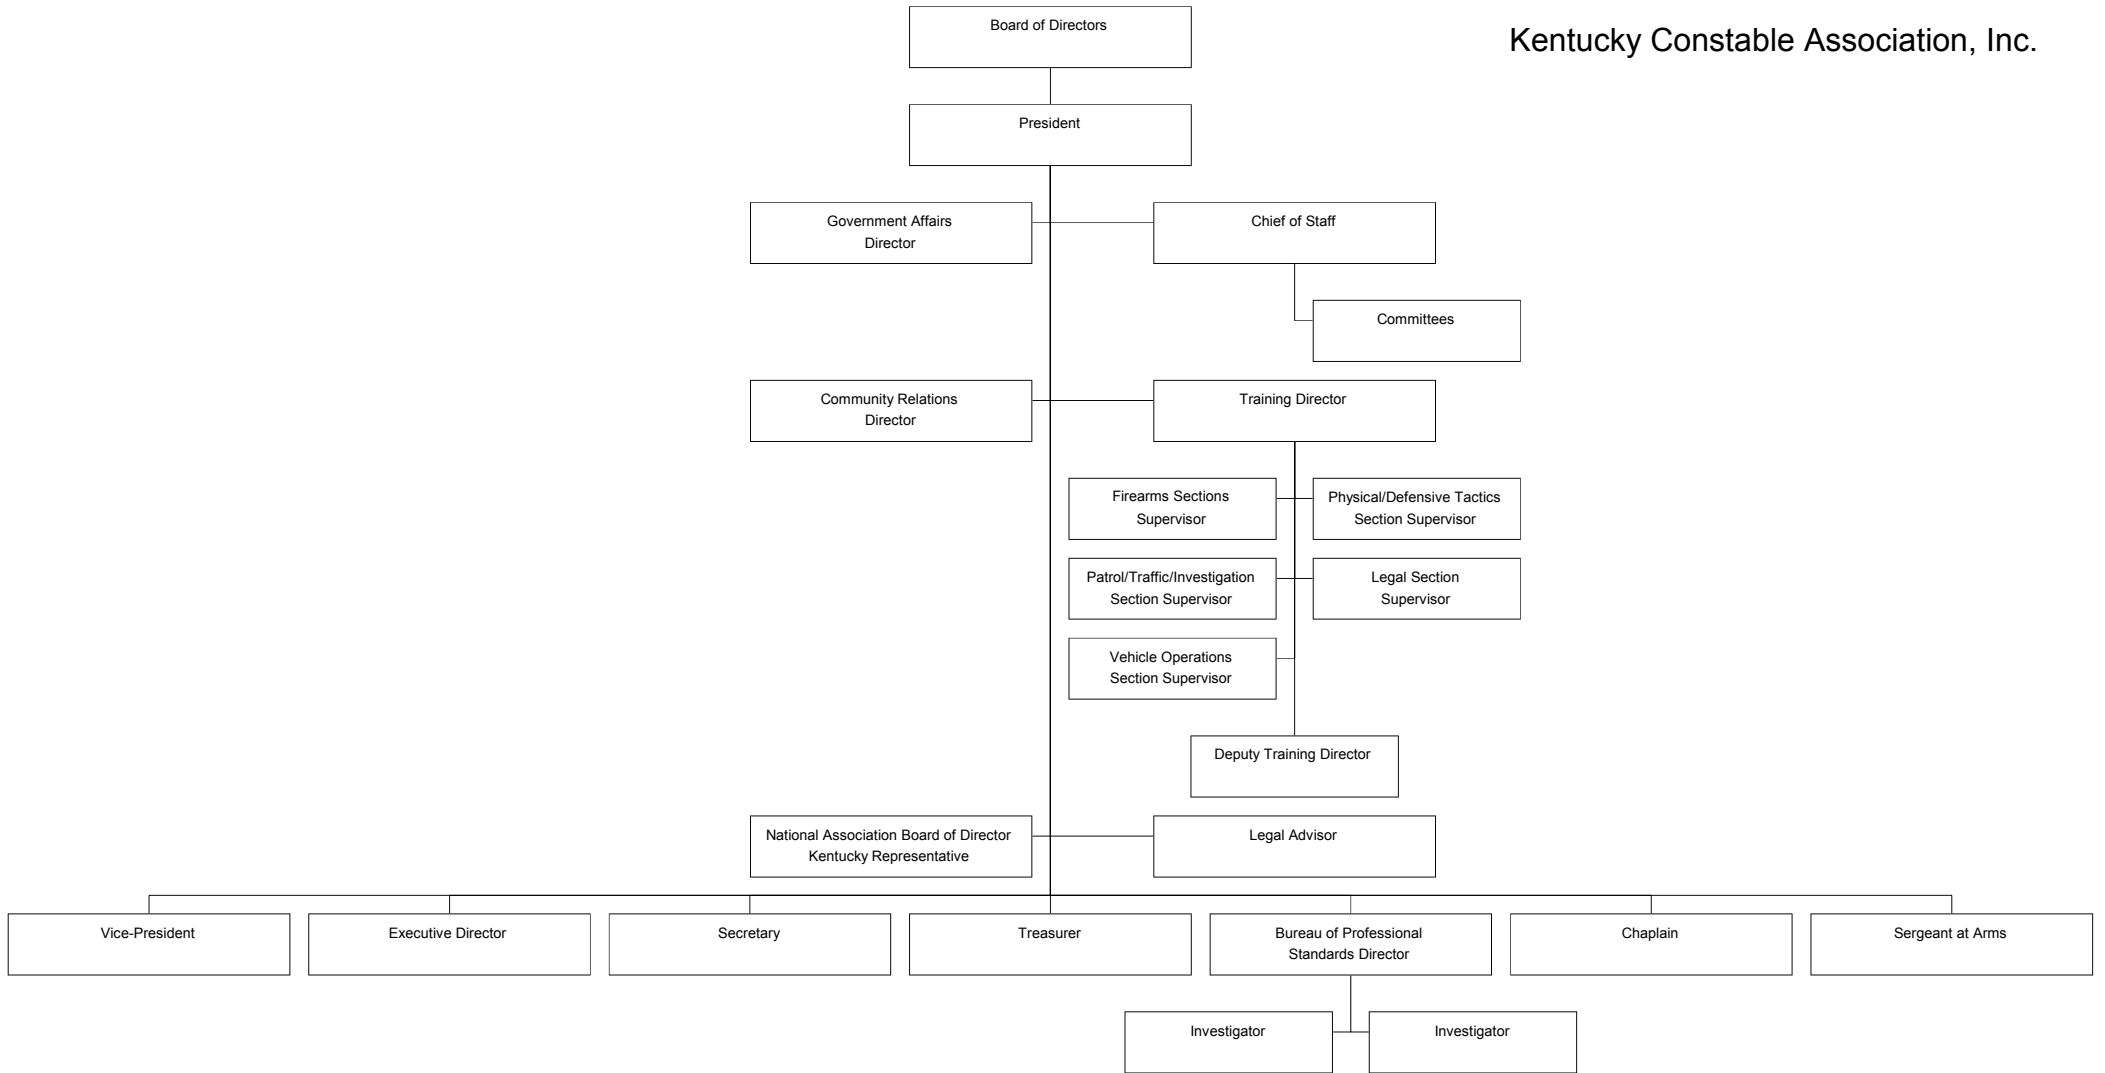 Kentucky Constable Association, Inc.
Board of Directors
President
Government Affairs
Director
Chief of Staff
Committees
Community Relations
Director
Training Director
Firearms Sections
Supervisor
Physical/Defensive Tactics
Section Supervisor
Patrol/Traffic/Investigation
Section Supervisor
Legal Section
Supervisor
Vehicle Operations
Section Supervisor
Deputy Training Director
National Association Board of Director
Kentucky Representative
Legal Advisor
Vice-President
Executive Director
Secretary
Treasurer
Bureau of Professional
Standards Director
Chaplain
Sergeant at Arms
Investigator
Investigator